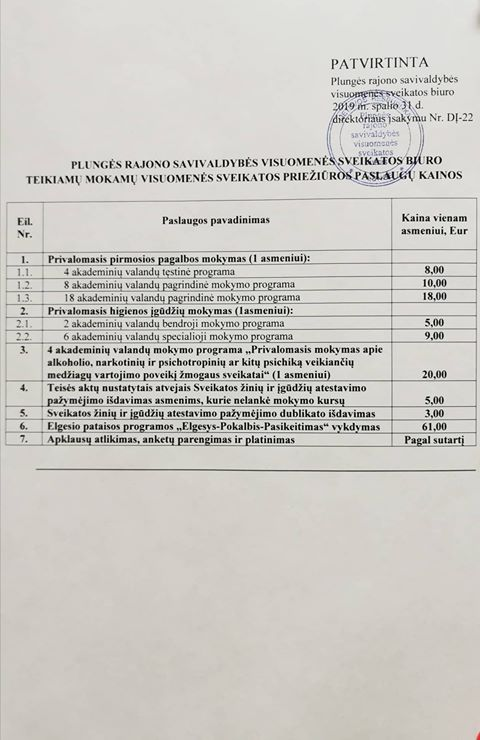 PATVIRTINTA
Plungės rajono savivaldybės
visuomenės sveikatos biuro
2019 m. spalio 31 d.
direktoriaus įsakymu Nr. DĮ-22
Plungės
rajono
savivaldybės
visuomenės
sveikatos
PLUNGĖS RAJONO SAVIVALDYBĖS VISUOMENĖS SVEIKATOS BIURO
TEIKIAMŲ MOKAMŲ VISUOMENĖS SVEIKATOS PRIEŽIŪROS PASLAUGŲ KAINOS
Eil. Nr. Paslaugos pavadinimas Kaina vienam asmeniui, Eur
1. Privalomasis pirmosios pagalbos mokymas (1 asmeniui):
1.1. 4 akademinių valandų tęstinė programa 8,00
1.2. 8 akademinių valandų pagrindinė mokymo programa 10,00
1.3. 18 akademinių valandų pagrindinė mokymo programa 18,00
2. Privalomasis higienos įgūdžių mokymas (1asmeniui):
2.1. 2 akademinių valandų bendroji mokymo programa 5,00
2.2. 6 akademinių valandų specialioji mokymo programa 9,00
3. 4 akademinių valandų mokymo programa „Privalomasis mokymas apie
alkoholio, narkotinių ir psichotropinių ar kitų psichiką veikiančių
medžiagų vartojimo poveikį žmogaus sveikatai“ (1 asmeniui) 20,00
4. Teisės aktų nustatytais atvejais Sveikatos žinių ir įgūdžių atestavimo
pažymėjimo išdavimas asmenims, kurie nelankė mokymo kursų 5,00
5. Sveikatos žinių ir įgūdžių atestavimo pažymėjimo dublikato išdavimas 3,00
6. Elgesio pataisos programos „Elgesys-Pokalbis-Pasikeitimas“ vykdymas 61,00
7. Apklausų atlikimas, anketų parengimas ir platinimas Pagal sutartį